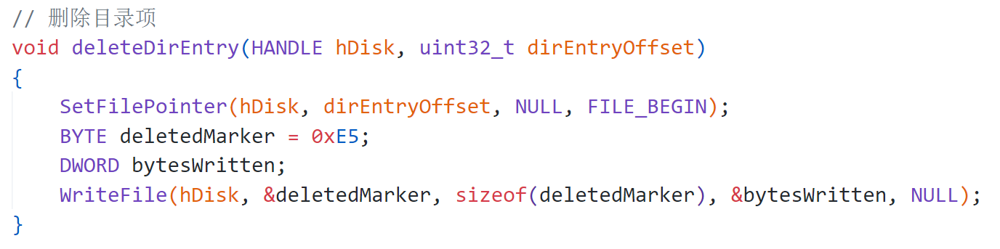 // 删除目录项
void deleteDirEntry(HANDLE hDisk, uint32_t dirEntryOffset)
{
    SetFilePointer(hDisk, dirEntryOffset, NULL, FILE_BEGIN);
    BYTE deletedMarker = 0xE5;
    DWORD bytesWritten;
    WriteFile(hDisk, &deletedMarker, sizeof(deletedMarker), &bytesWritten, NULL);
}